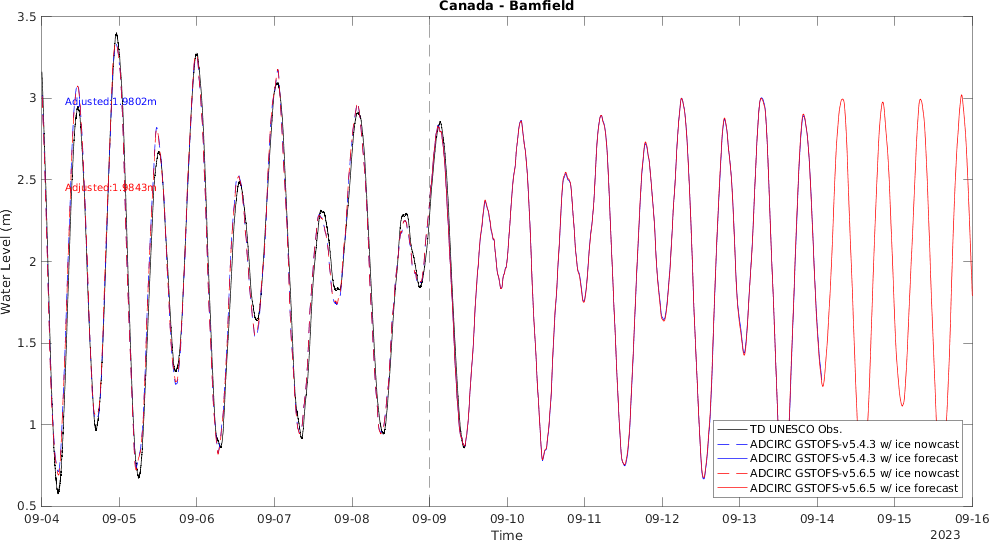 Canada - Bamfield
3.5
3
2.5
2
1.5
1
0.5
Water Level (m)
Adjusted:1.9802m
Adjusted:1.9843m
TD UNESCO Obs.
ADCIRC GSTOFS-v5.4.3 w/ ice nowcast
ADCIRC GSTOFS-v5.4.3 w/ ice forecast
ADCIRC GSTOFS-v5.6.5 w/ ice nowcast
ADCIRC GSTOFS-v5.6.5 w/ ice forecast
09-04 09-05 09-06 09-07 09-08 09-09 09-10 09-11 09-12 09-13 09-14 09-15 09-16
Time
2023